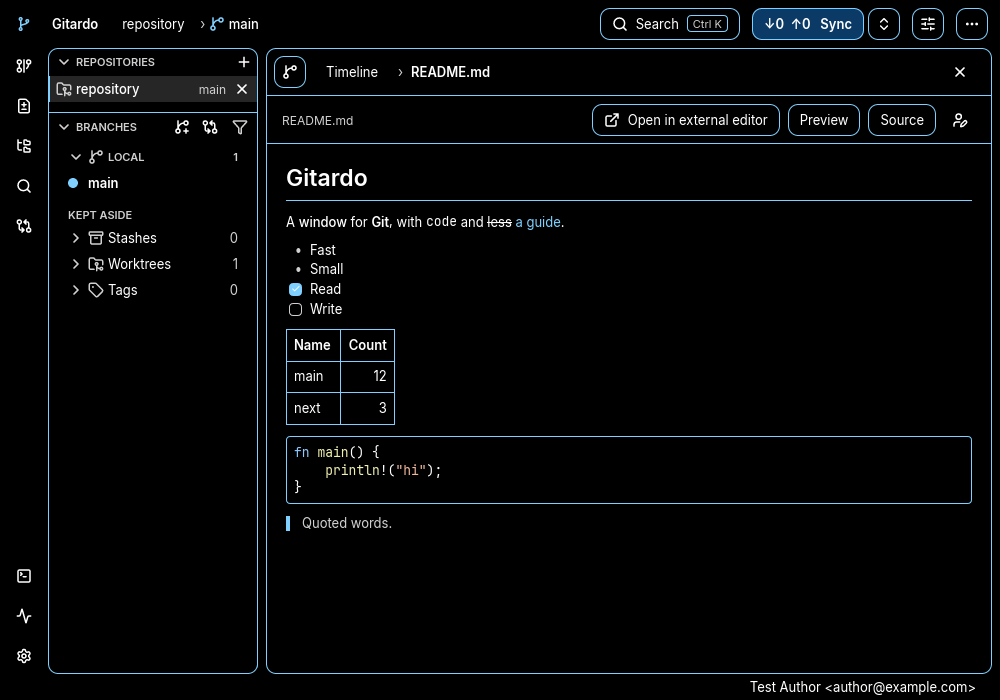 Gitardo repository › main Search Ctrl K ↓0 ↑0 Sync
REPOSITORIES
repository main
BRANCHES
LOCAL 1
main
KEPT ASIDE
Stashes 0
Worktrees 1
Tags 0
Timeline › README.md
README.md Open in external editor Preview Source
Gitardo
A window for Git, with code and less a guide.
• Fast
• Small
Read
Write
Name Count
main 12
next 3
fn main() {
    println!("hi");
}
Quoted words.
Test Author <author@example.com>